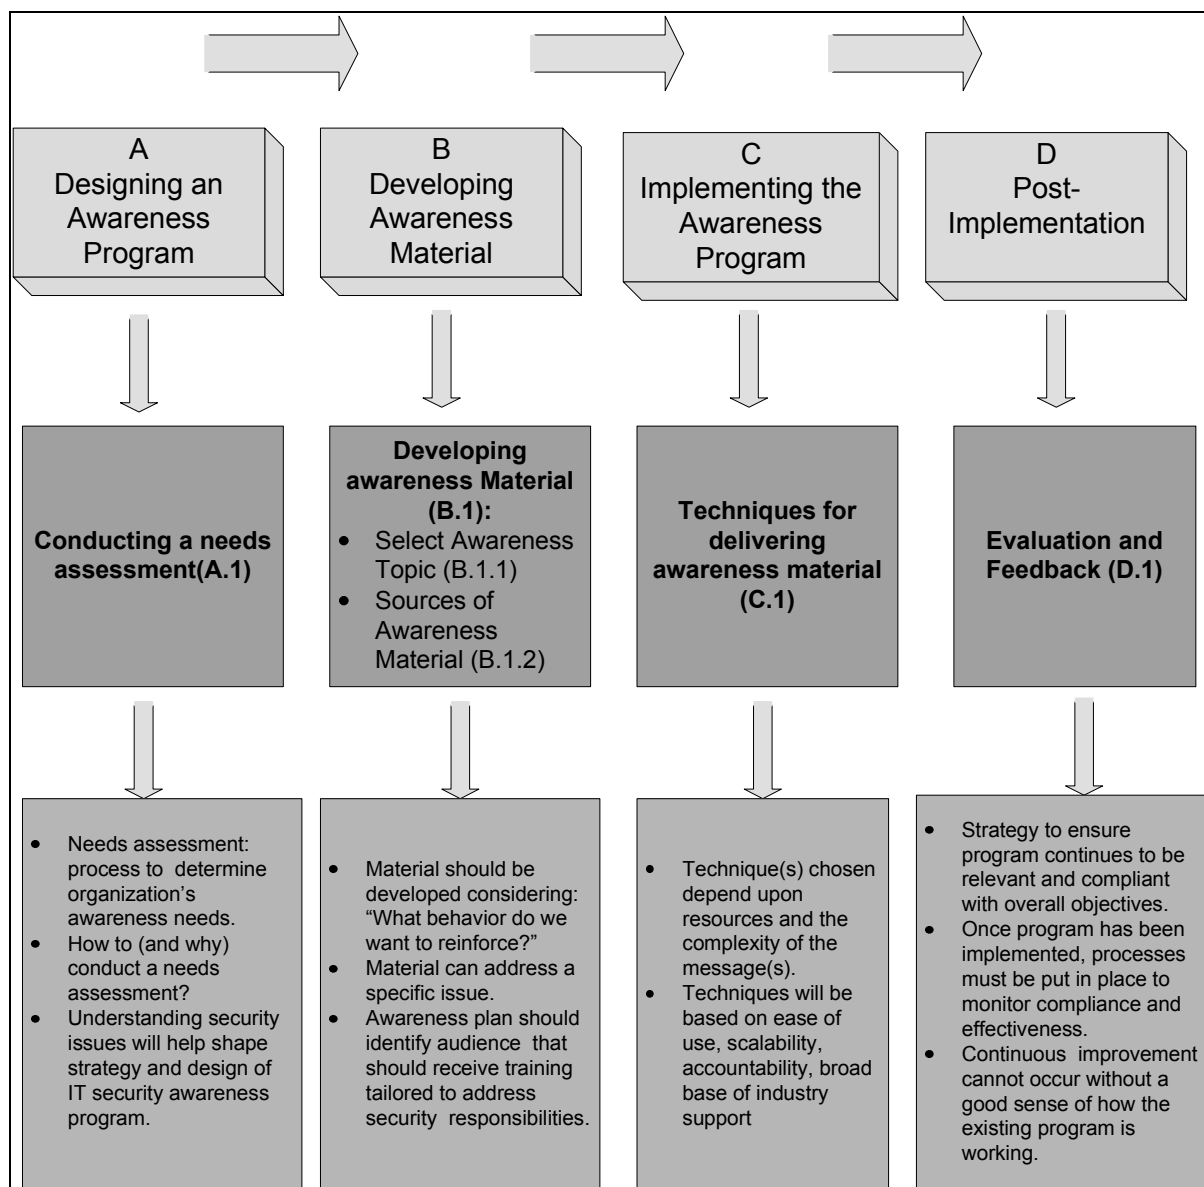 A
Designing an
Awareness
Program
B
Developing
Awareness
Material
C
Implementing the
Awareness
Program
D
Post-
Implementation
Conducting a needs
assessment(A.1)
Developing
awareness Material
(B.1):
• Select Awareness
Topic (B.1.1)
• Sources of
Awareness
Material (B.1.2)
Techniques for
delivering
awareness material
(C.1)
Evaluation and
Feedback (D.1)
• Needs assessment:
process to determine
organization's
awareness needs.
• How to (and why)
conduct a needs
assessment?
• Understanding security
issues will help shape
strategy and design of
IT security awareness
program.
• Material should be
developed considering:
“What behavior do we
want to reinforce?”
• Material can address a
specific issue.
• Awareness plan should
identify audience that
should receive training
tailored to address
security responsibilities.
• Technique(s) chosen
depend upon
resources and the
complexity of the
message(s).
• Techniques will be
based on ease of
use, scalability,
accountability, broad
base of industry
support
• Strategy to ensure
program continues to be
relevant and compliant
with overall objectives.
• Once program has been
implemented, processes
must be put in place to
monitor compliance and
effectiveness.
• Continuous improvement
cannot occur without a
good sense of how the
existing program is
working.